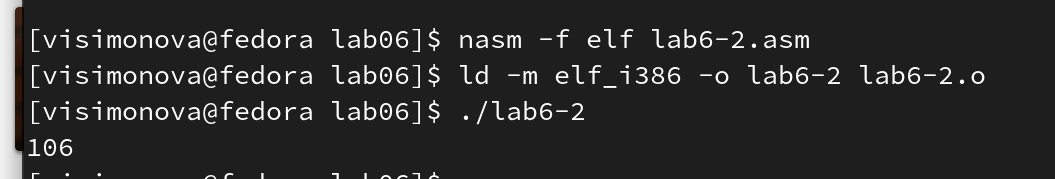 [visimonova@fedora lab06]$ nasm -f elf lab6-2.asm
[visimonova@fedora lab06]$ ld -m elf_i386 -o lab6-2 lab6-2.o
[visimonova@fedora lab06]$ ./lab6-2
106